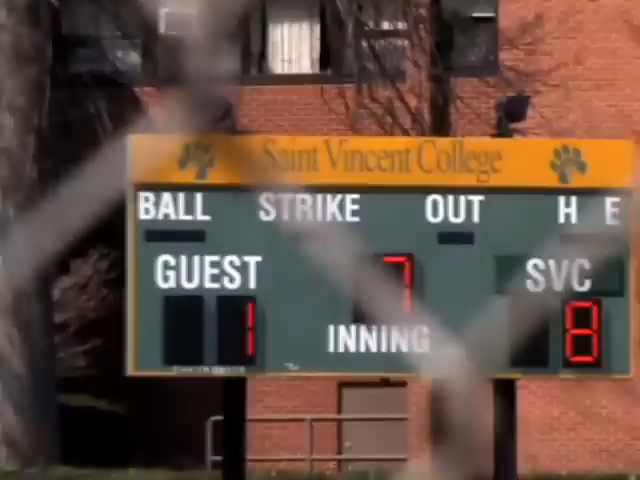 Saint Vincent College
BALL STRIKE OUT H E
GUEST 7 SVC
1 INNING 8